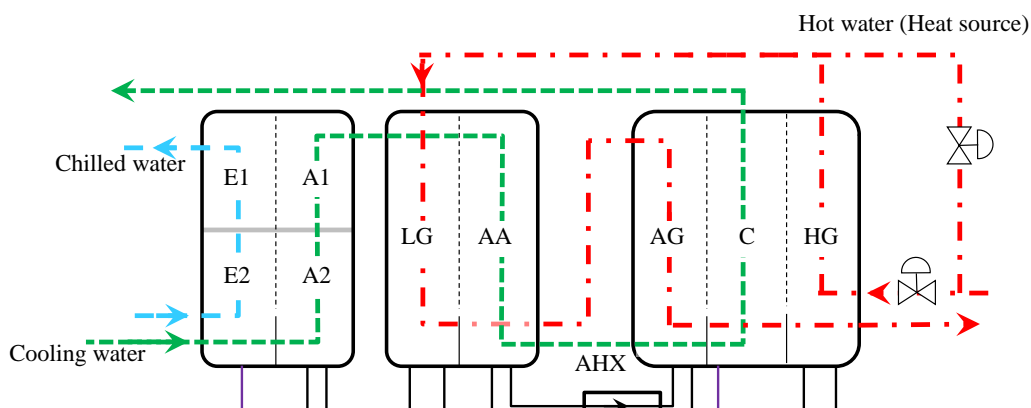 Hot water (Heat source)
Chilled water
E1
A1
LG
AA
AG
C
HG
E2
A2
Cooling water
AHX